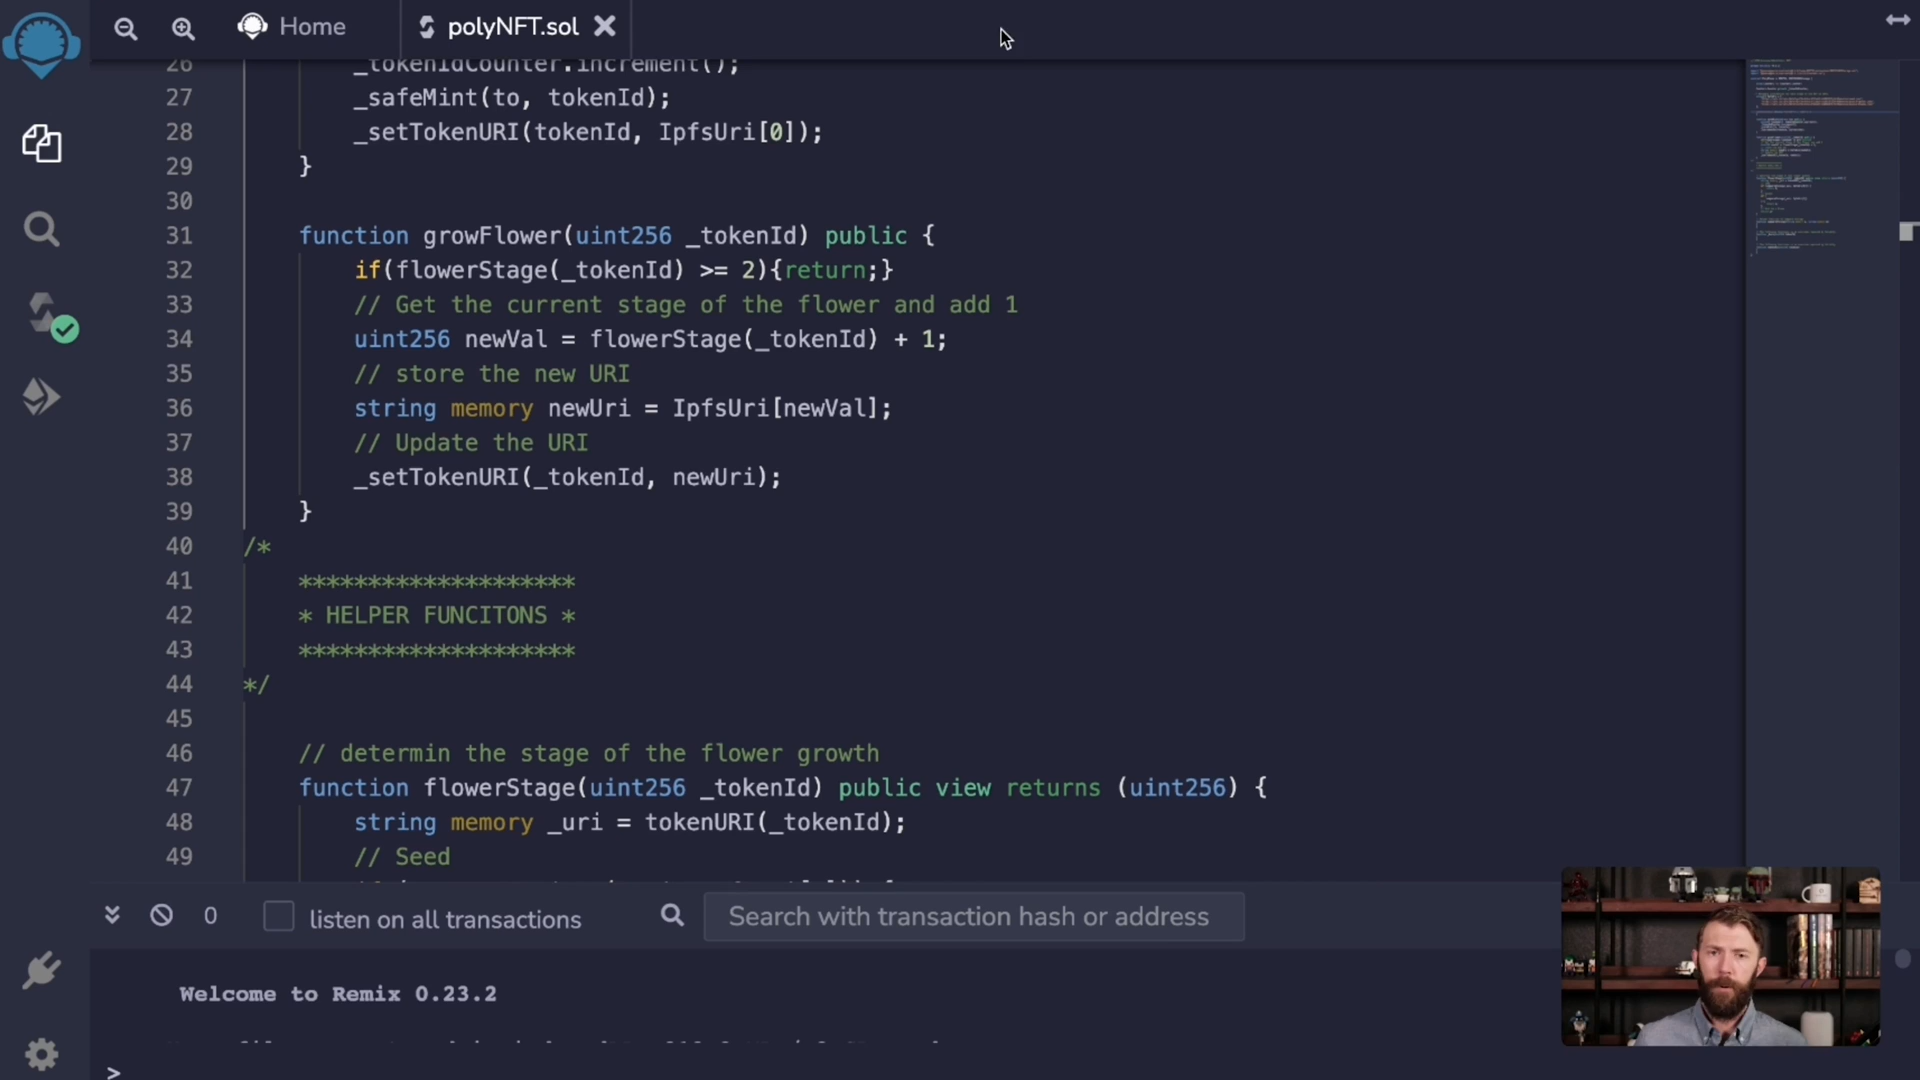 Home
polyNFT.sol
26 _tokenIdCounter.increment();
27 _safeMint(to, tokenId);
28 _setTokenURI(tokenId, IpfsUri[0]);
29 }
30
31 function growFlower(uint256 _tokenId) public {
32 if(flowerStage(_tokenId) >= 2){return;}
33 // Get the current stage of the flower and add 1
34 uint256 newVal = flowerStage(_tokenId) + 1;
35 // store the new URI
36 string memory newUri = IpfsUri[newVal];
37 // Update the URI
38 _setTokenURI(_tokenId, newUri);
39 }
40 /*
41 ********************
42 * HELPER FUNCITONS *
43 ********************
44 */
45
46 // determin the stage of the flower growth
47 function flowerStage(uint256 _tokenId) public view returns (uint256) {
48 string memory _uri = tokenURI(_tokenId);
49 // Seed
0
listen on all transactions
Search with transaction hash or address
Welcome to Remix 0.23.2
>